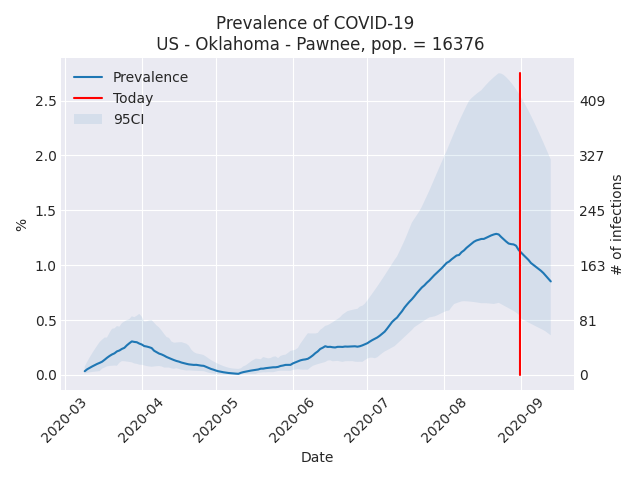 Prevalence of COVID-19
US - Oklahoma - Pawnee, pop. = 16376
Prevalence
Today
95CI
2.5
2.0
1.5
1.0
0.5
0.0
%
409
327
245
163
81
0
# of infections
2020-03
2020-04
2020-05
2020-06
2020-07
2020-08
2020-09
Date